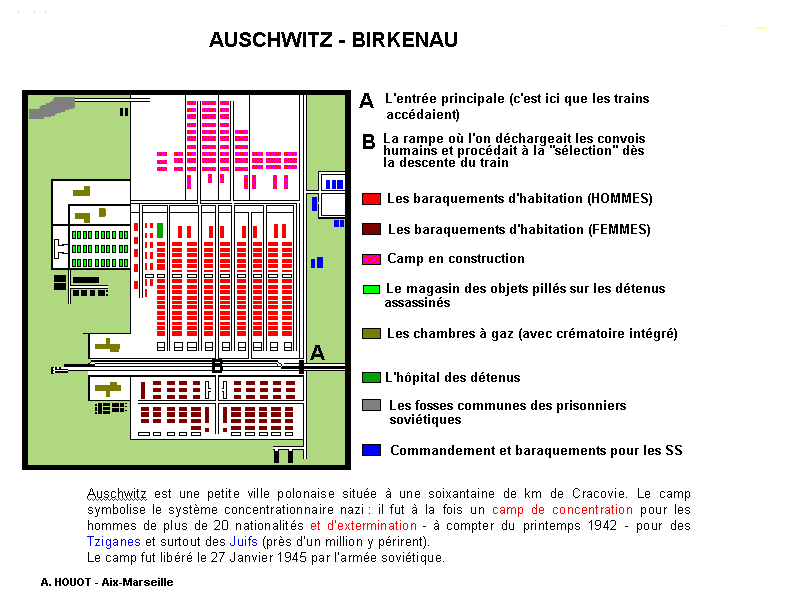 AUSCHWITZ - BIRKENAU
A L'entrée principale (c'est ici que les trains
accédaient)
B La rampe où l'on déchargeait les convois
humains et procédait à la "sélection" dès
la descente du train
Les baraquements d'habitation (HOMMES)
Les baraquements d'habitation (FEMMES)
Camp en construction
Le magasin des objets pillés sur les détenus
assassinés
Les chambres à gaz (avec crématoire intégré)
L'hôpital des détenus
Les fosses communes des prisonniers
soviétiques
Commandement et baraquements pour les SS
A
B
Auschwitz est une petite ville polonaise située à une soixantaine de km de Cracovie. Le camp
symbolise le système concentrationnaire nazi : il fut à la fois un camp de concentration pour les
hommes de plus de 20 nationalités et d'extermination - à compter du printemps 1942 - pour des
Tziganes et surtout des Juifs (près d'un million y périrent).
Le camp fut libéré le 27 Janvier 1945 par l'armée soviétique.
A. HOUOT - Aix-Marseille